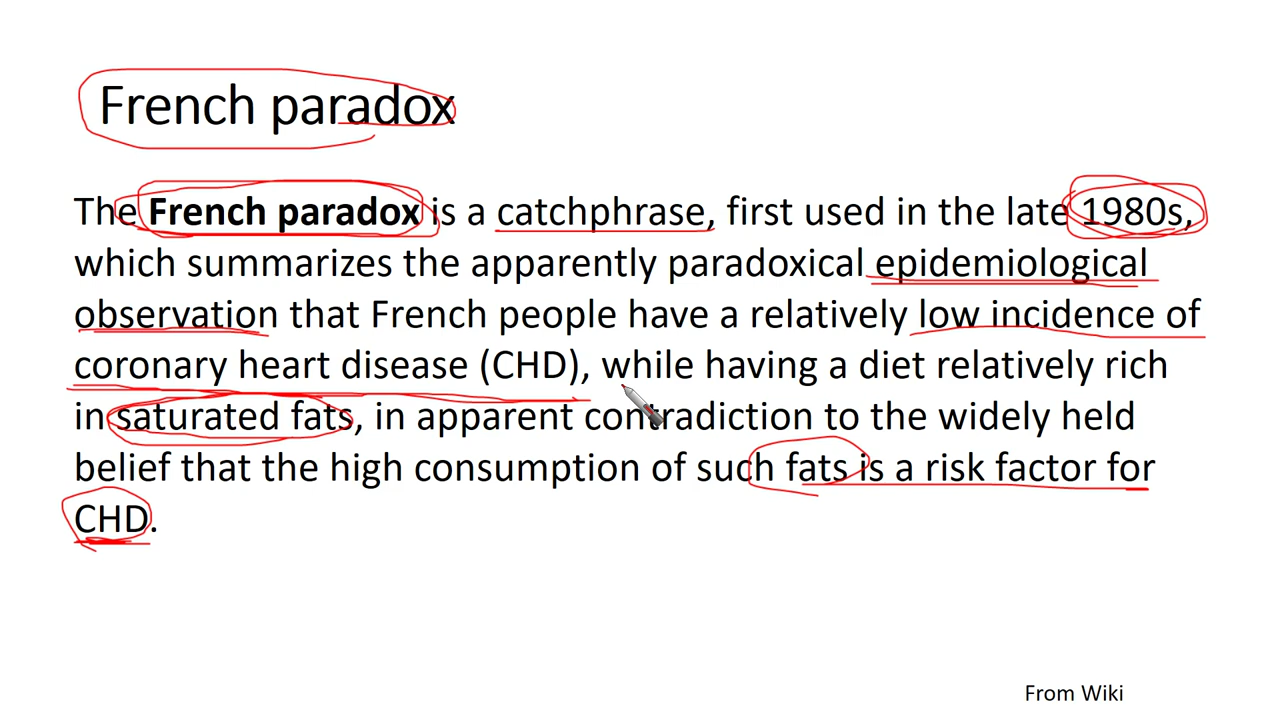 French paradox
The French paradox is a catchphrase, first used in the late 1980s,
which summarizes the apparently paradoxical epidemiological
observation that French people have a relatively low incidence of
coronary heart disease (CHD), while having a diet relatively rich
in saturated fats, in apparent contradiction to the widely held
belief that the high consumption of such fats is a risk factor for
CHD.
From Wiki